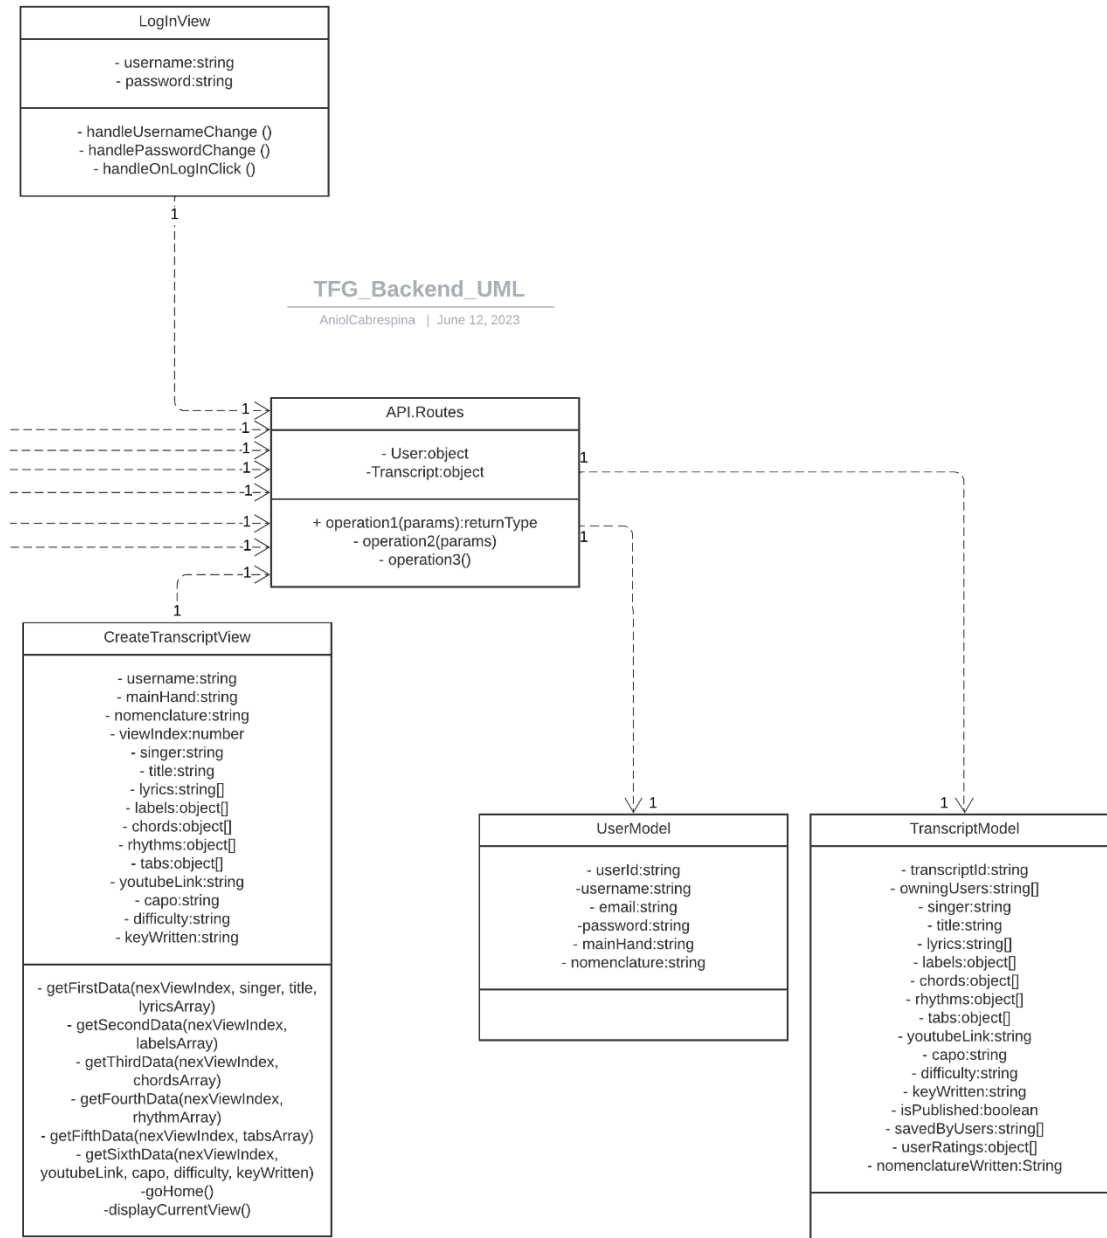 LogInView
- username:string
- password:string
- handleUsernameChange ()
- handlePasswordChange ()
- handleOnLogInClick ()
1
TFG_Backend_UML
AniolCabrespina | June 12, 2023
1
1
1
1
1
1
1
1
API.Routes
- User:object
-Transcript:object
+ operation1(params):returnType
- operation2(params)
- operation3()
1
1
1
CreateTranscriptView
- username:string
- mainHand:string
- nomenclature:string
- viewIndex:number
- singer:string
- title:string
- lyrics:string[]
- labels:object[]
- chords:object[]
- rhythms:object[]
- tabs:object[]
- youtubeLink:string
- capo:string
- difficulty:string
- keyWritten:string
- getFirstData(nexViewIndex, singer, title,
lyricsArray)
- getSecondData(nexViewIndex,
labelsArray)
- getThirdData(nexViewIndex,
chordsArray)
- getFourthData(nexViewIndex,
rhythmArray)
- getFifthData(nexViewIndex, tabsArray)
- getSixthData(nexViewIndex,
youtubeLink, capo, difficulty, keyWritten)
-goHome()
-displayCurrentView()
1
UserModel
- userId:string
-username:string
- email:string
-password:string
- mainHand:string
- nomenclature:string
1
TranscriptModel
- transcriptId:string
- owningUsers:string[]
- singer:string
- title:string
- lyrics:string[]
- labels:object[]
- chords:object[]
- rhythms:object[]
- tabs:object[]
- youtubeLink:string
- capo:string
- difficulty:string
- keyWritten:string
- isPublished:boolean
- savedByUsers:string[]
- userRatings:object[]
- nomenclatureWritten:String